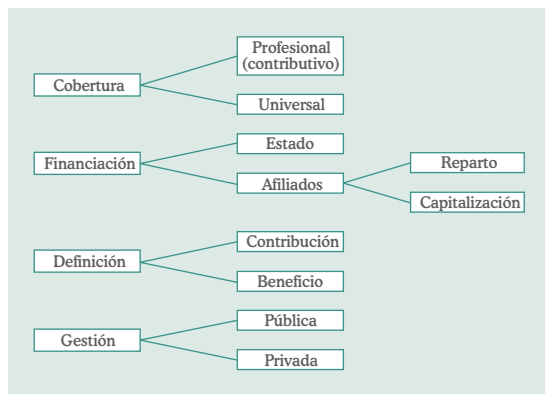 Profesional
(contributivo)
Cobertura
Universal
Estado
Financiación
Reparto
Afiliados
Capitalización
Contribución
Definición
Beneficio
Pública
Gestión
Privada